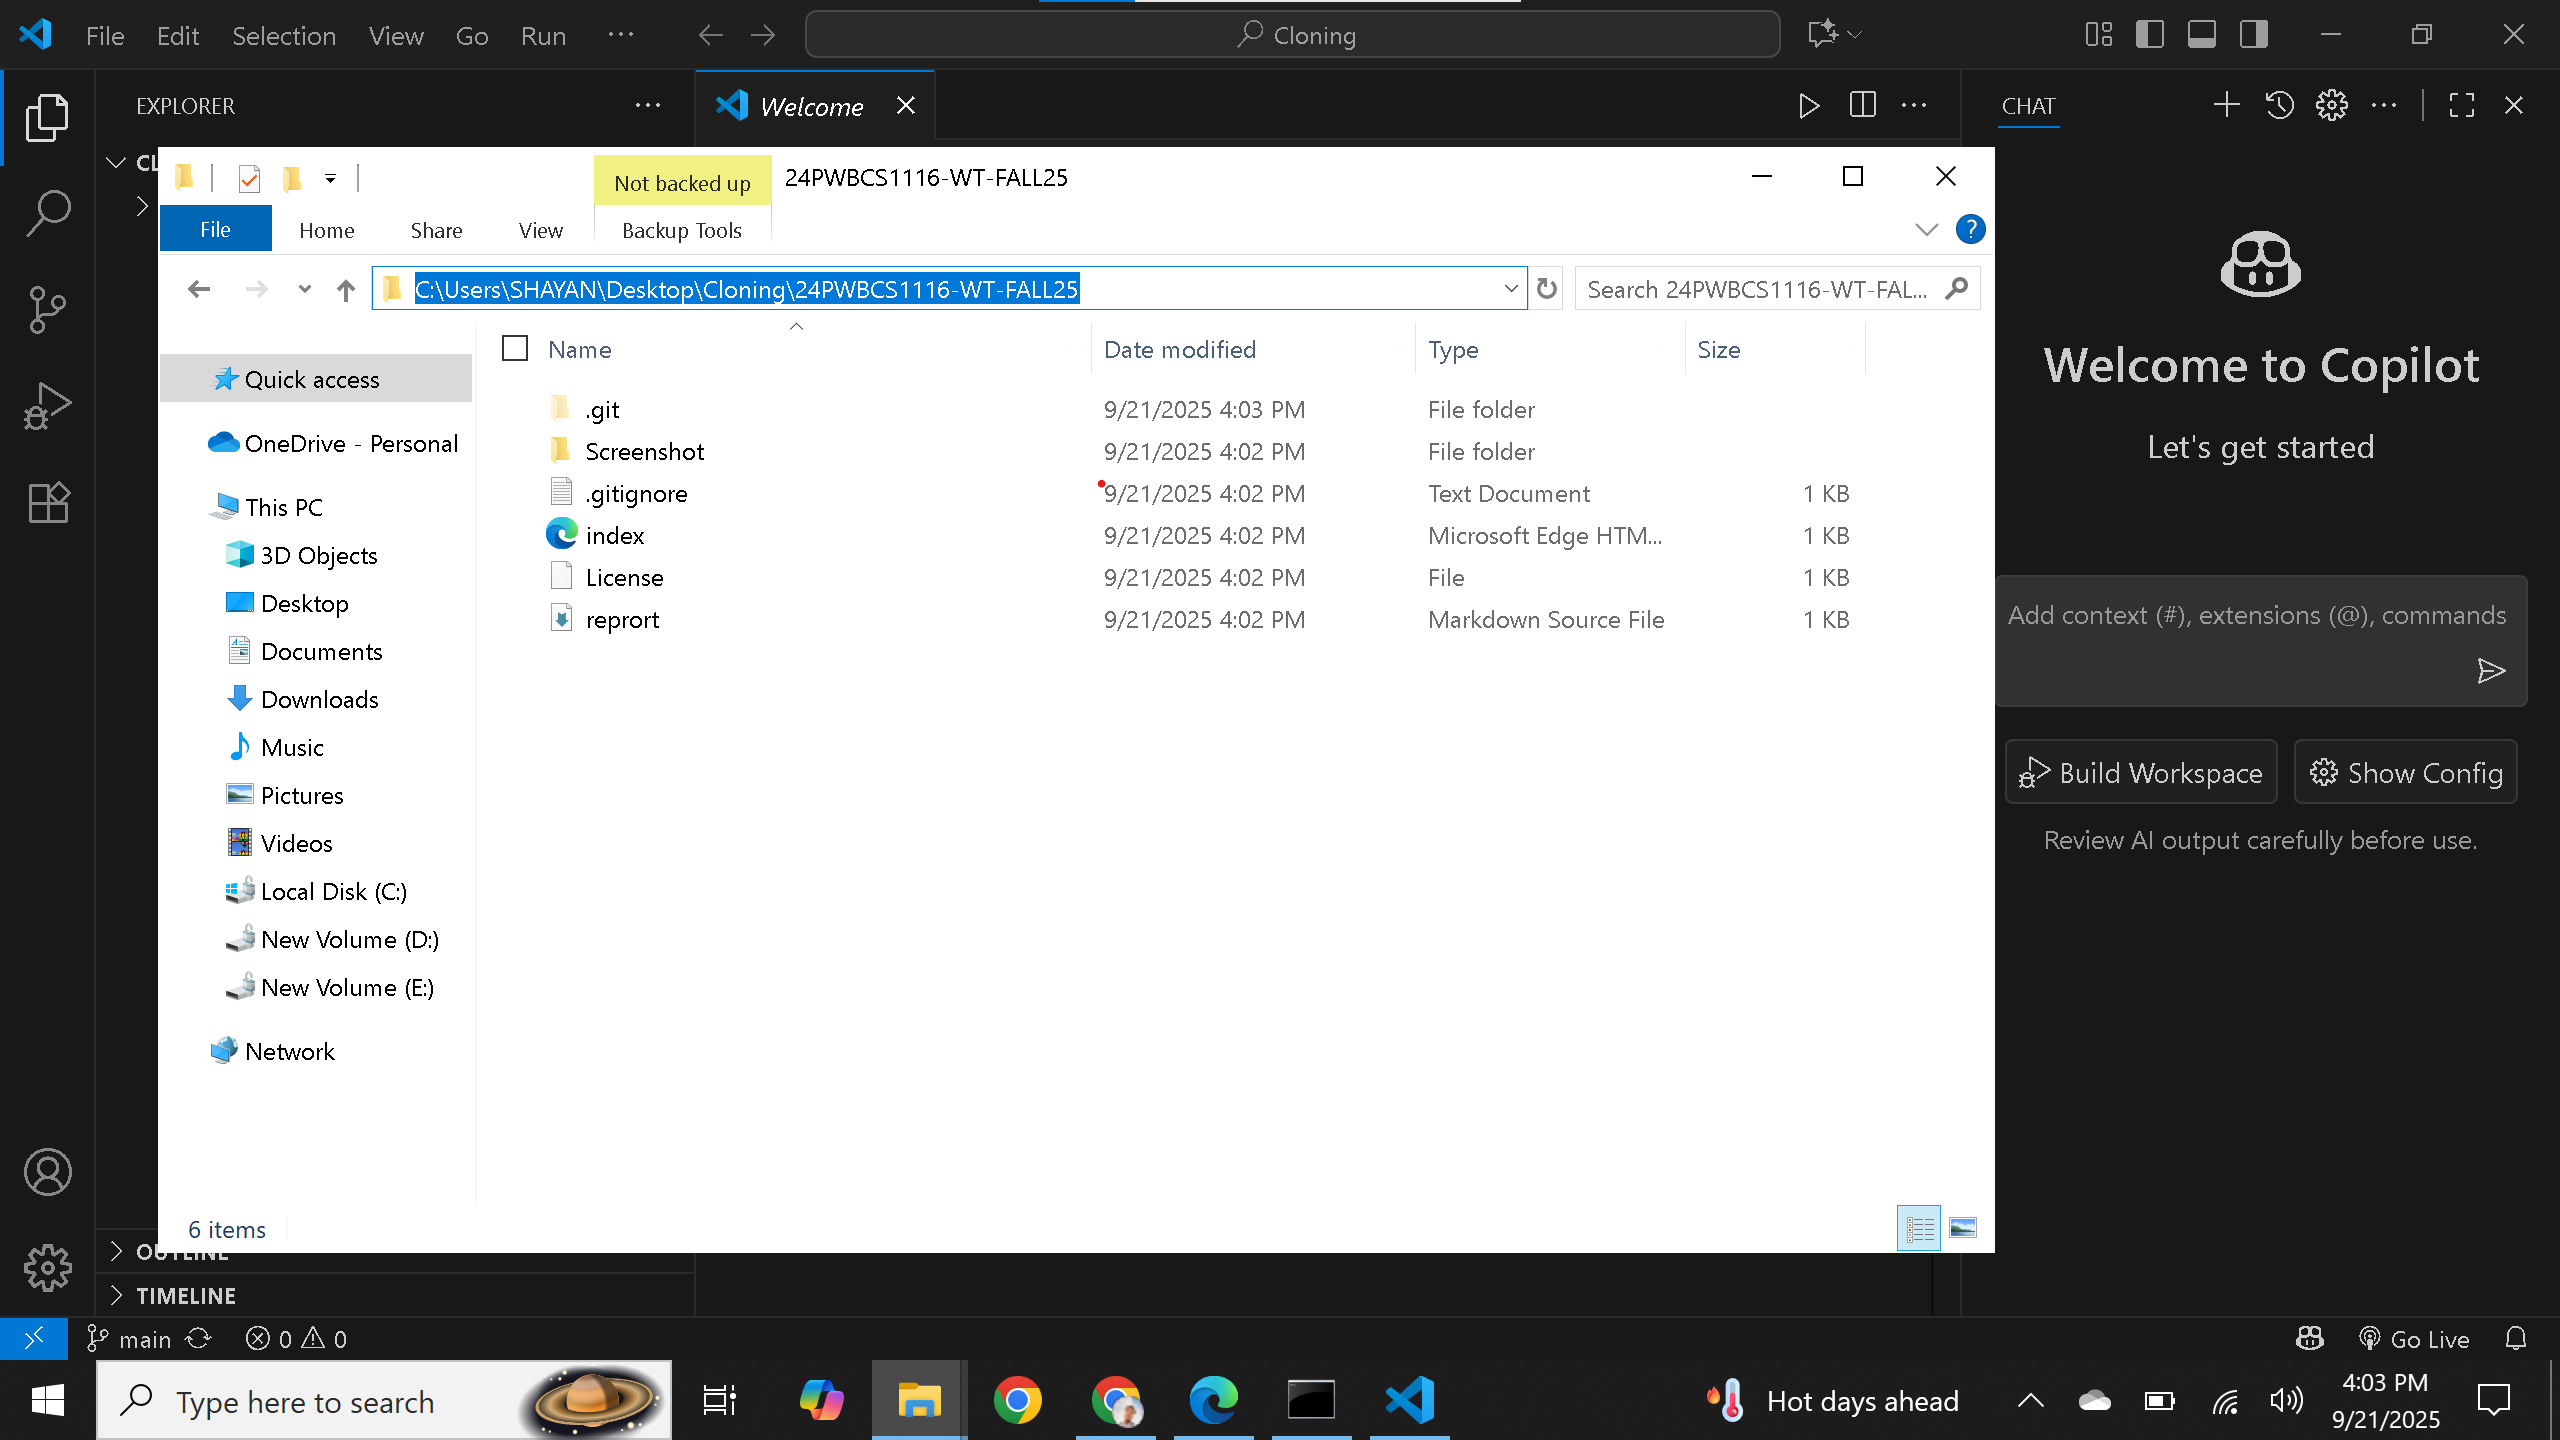 File Edit Selection View Go Run ···
Cloning
EXPLORER
Welcome
CHAT
CL
Not backed up
24PWBCS1116-WT-FALL25
File Home Share View Backup Tools
C:\Users\SHAYAN\Desktop\Cloning\24PWBCS1116-WT-FALL25
Search 24PWBCS1116-WT-FAL...
Name Date modified Type Size
.git 9/21/2025 4:03 PM File folder
Screenshot 9/21/2025 4:02 PM File folder
.gitignore 9/21/2025 4:02 PM Text Document 1 KB
index 9/21/2025 4:02 PM Microsoft Edge HTM... 1 KB
License 9/21/2025 4:02 PM File 1 KB
reprort 9/21/2025 4:02 PM Markdown Source File 1 KB
Quick access
OneDrive - Personal
This PC
3D Objects
Desktop
Documents
Downloads
Music
Pictures
Videos
Local Disk (C:)
New Volume (D:)
New Volume (E:)
Network
6 items
Welcome to Copilot
Let's get started
Add context (#), extensions (@), commands
Build Workspace
Show Config
Review AI output carefully before use.
OUTLINE
TIMELINE
main
0 0
Go Live
Type here to search
Hot days ahead
4:03 PM
9/21/2025